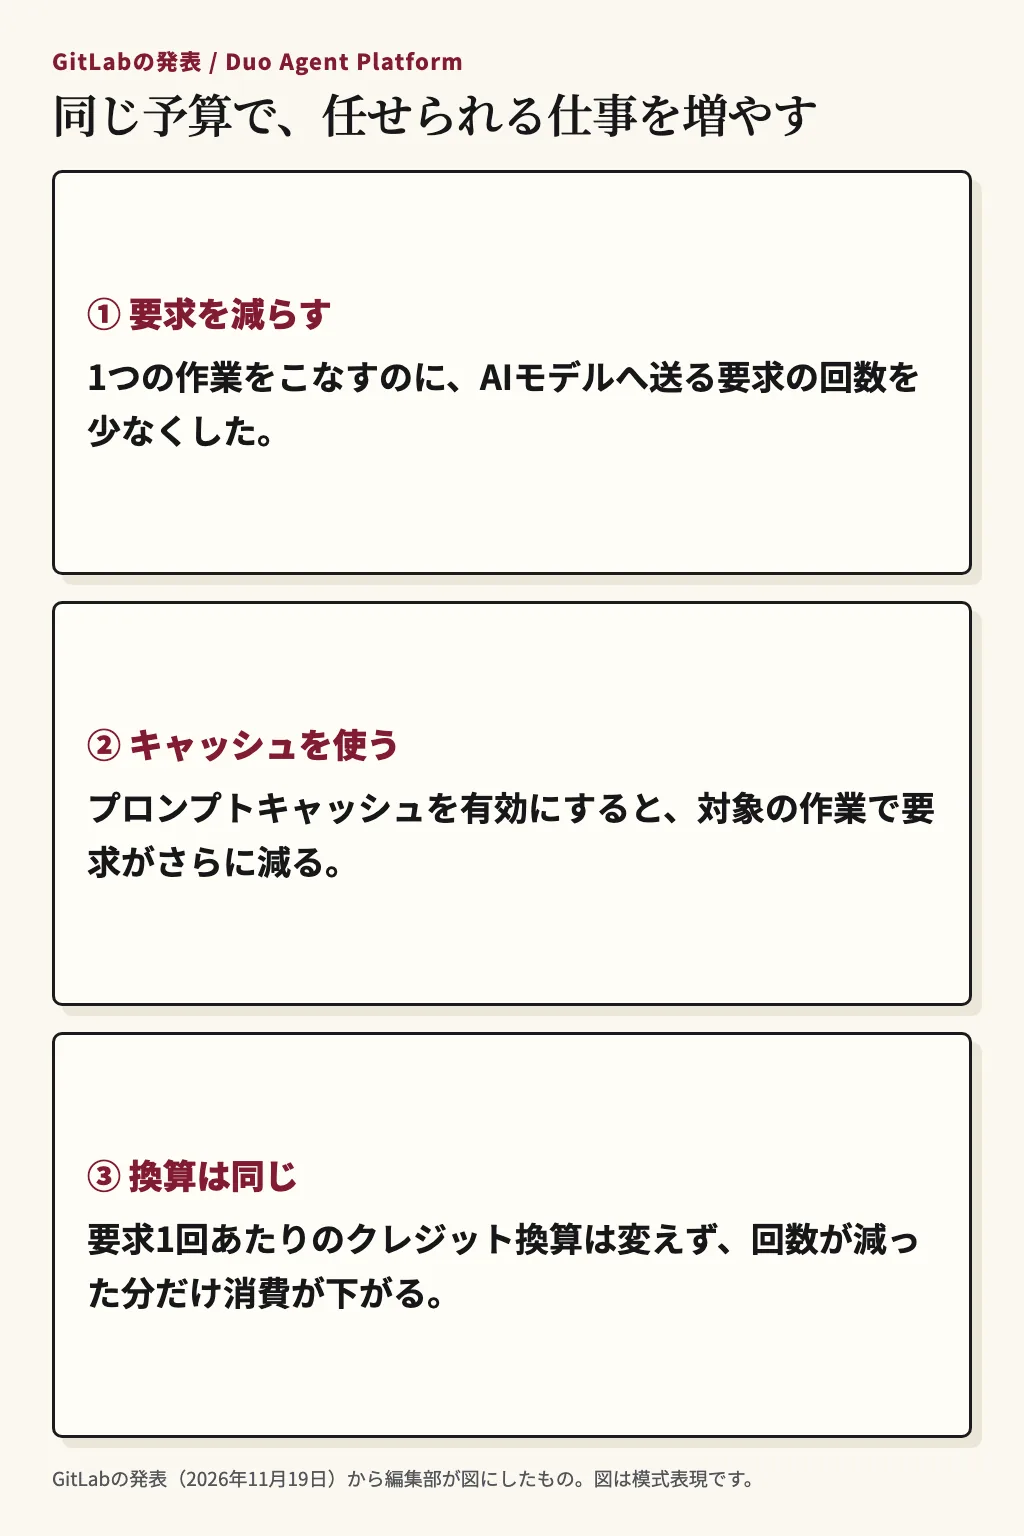 GitLabの発表 / Duo Agent Platform
同じ予算で、任せられる仕事を増やす
① 要求を減らす
1つの作業をこなすのに、AIモデルへ送る要求の回数を
少なくした。
② キャッシュを使う
プロンプトキャッシュを有効にすると、対象の作業で要
求がさらに減る。
③ 換算は同じ
要求1回あたりのクレジット換算は変えず、回数が減っ
た分だけ消費が下がる。
GitLabの発表（2026年11月19日）から編集部が図にしたもの。図は模式表現です。